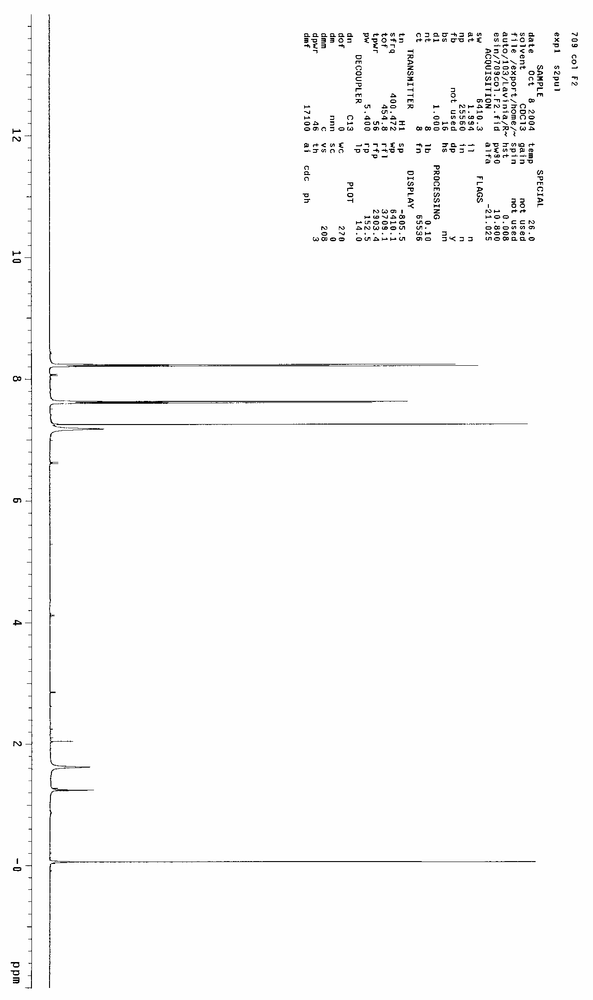 709 col F2
exp1 s2pul
SAMPLE SPECIAL
date Oct 8 2004 temp 26.0
solvent CDCl3 gain not used
file /export/home/~ spin not used
auto/103/Lavinia/R~ hst 0.008
esin/709col.F2.fid pw90 10.800
ACQUISITION alfa -21.025
sw 6410.3 FLAGS
at 1.994 il n
np 25560 in n
fb not used dp y
bs 16 hs nn
d1 1.000 PROCESSING
nt 8 lb 0.10
ct 8 fn 65536
TRANSMITTER DISPLAY
tn H1 sp -805.5
sfrq 400.472 wp 6410.1
tof 454.8 rfl 3709.1
tpwr 56 rfp 2903.4
pw 5.400 rp 152.5
DECOUPLER lp 14.0
dn C13 PLOT
dof 0 wc 270
dm nnn sc 0
dmm c vs 208
dpwr 46 th 3
dmf 17100 ai cdc ph
12 10 8 6 4 2 -0 ppm